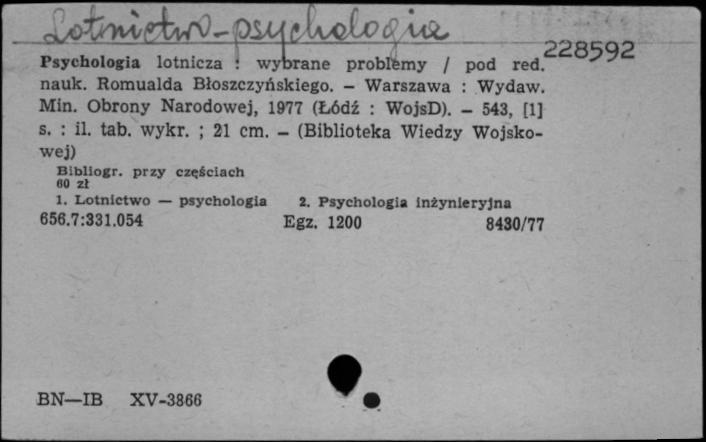 Lotnictwo-psychologia
228592
Psychologia lotnicza : wybrane problemy / pod red.
nauk. Romualda Błoszczyńskiego. – Warszawa : Wydaw.
Min. Obrony Narodowej, 1977 (Łódź : WojsD). – 543, [1]
s. : il. tab. wykr. ; 21 cm. – (Biblioteka Wiedzy Wojsko-
wej)
Bibliogr. przy częściach
60 zł
1. Lotnictwo — psychologia 2. Psychologia inżynieryjna
656.7:331.054 Egz. 1200 8430/77
BN—IB XV-3866